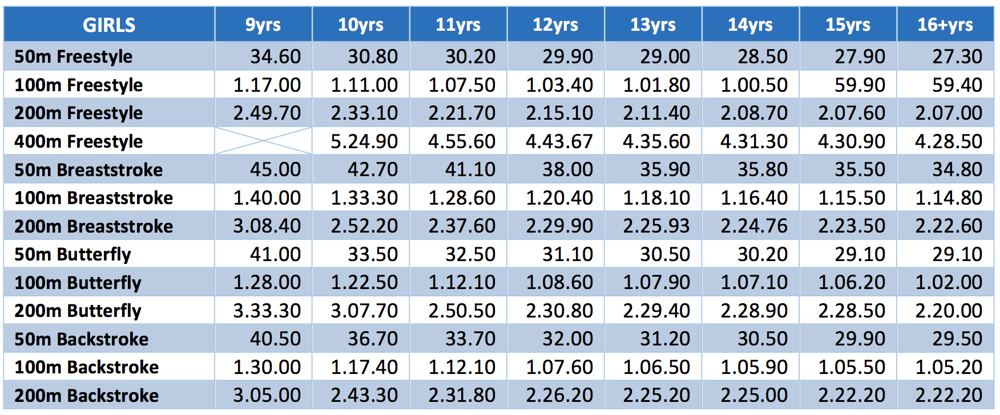 GIRLS 9yrs 10yrs 11yrs 12yrs 13yrs 14yrs 15yrs 16+yrs
50m Freestyle 34.60 30.80 30.20 29.90 29.00 28.50 27.90 27.30
100m Freestyle 1.17.00 1.11.00 1.07.50 1.03.40 1.01.80 1.00.50 59.90 59.40
200m Freestyle 2.49.70 2.33.10 2.21.70 2.15.10 2.11.40 2.08.70 2.07.60 2.07.00
400m Freestyle 5.24.90 4.55.60 4.43.67 4.35.60 4.31.30 4.30.90 4.28.50
50m Breaststroke 45.00 42.70 41.10 38.00 35.90 35.80 35.50 34.80
100m Breaststroke 1.40.00 1.33.30 1.28.60 1.20.40 1.18.10 1.16.40 1.15.50 1.14.80
200m Breaststroke 3.08.40 2.52.20 2.37.60 2.29.90 2.25.93 2.24.76 2.23.50 2.22.60
50m Butterfly 41.00 33.50 32.50 31.10 30.50 30.20 29.10 29.10
100m Butterfly 1.28.00 1.22.50 1.12.10 1.08.60 1.07.90 1.07.10 1.06.20 1.02.00
200m Butterfly 3.33.30 3.07.70 2.50.50 2.30.80 2.29.40 2.28.90 2.28.50 2.20.00
50m Backstroke 40.50 36.70 33.70 32.00 31.20 30.50 29.90 29.50
100m Backstroke 1.30.00 1.17.40 1.12.10 1.07.60 1.06.50 1.05.90 1.05.50 1.05.20
200m Backstroke 3.05.00 2.43.30 2.31.80 2.26.20 2.25.20 2.25.00 2.22.20 2.22.20